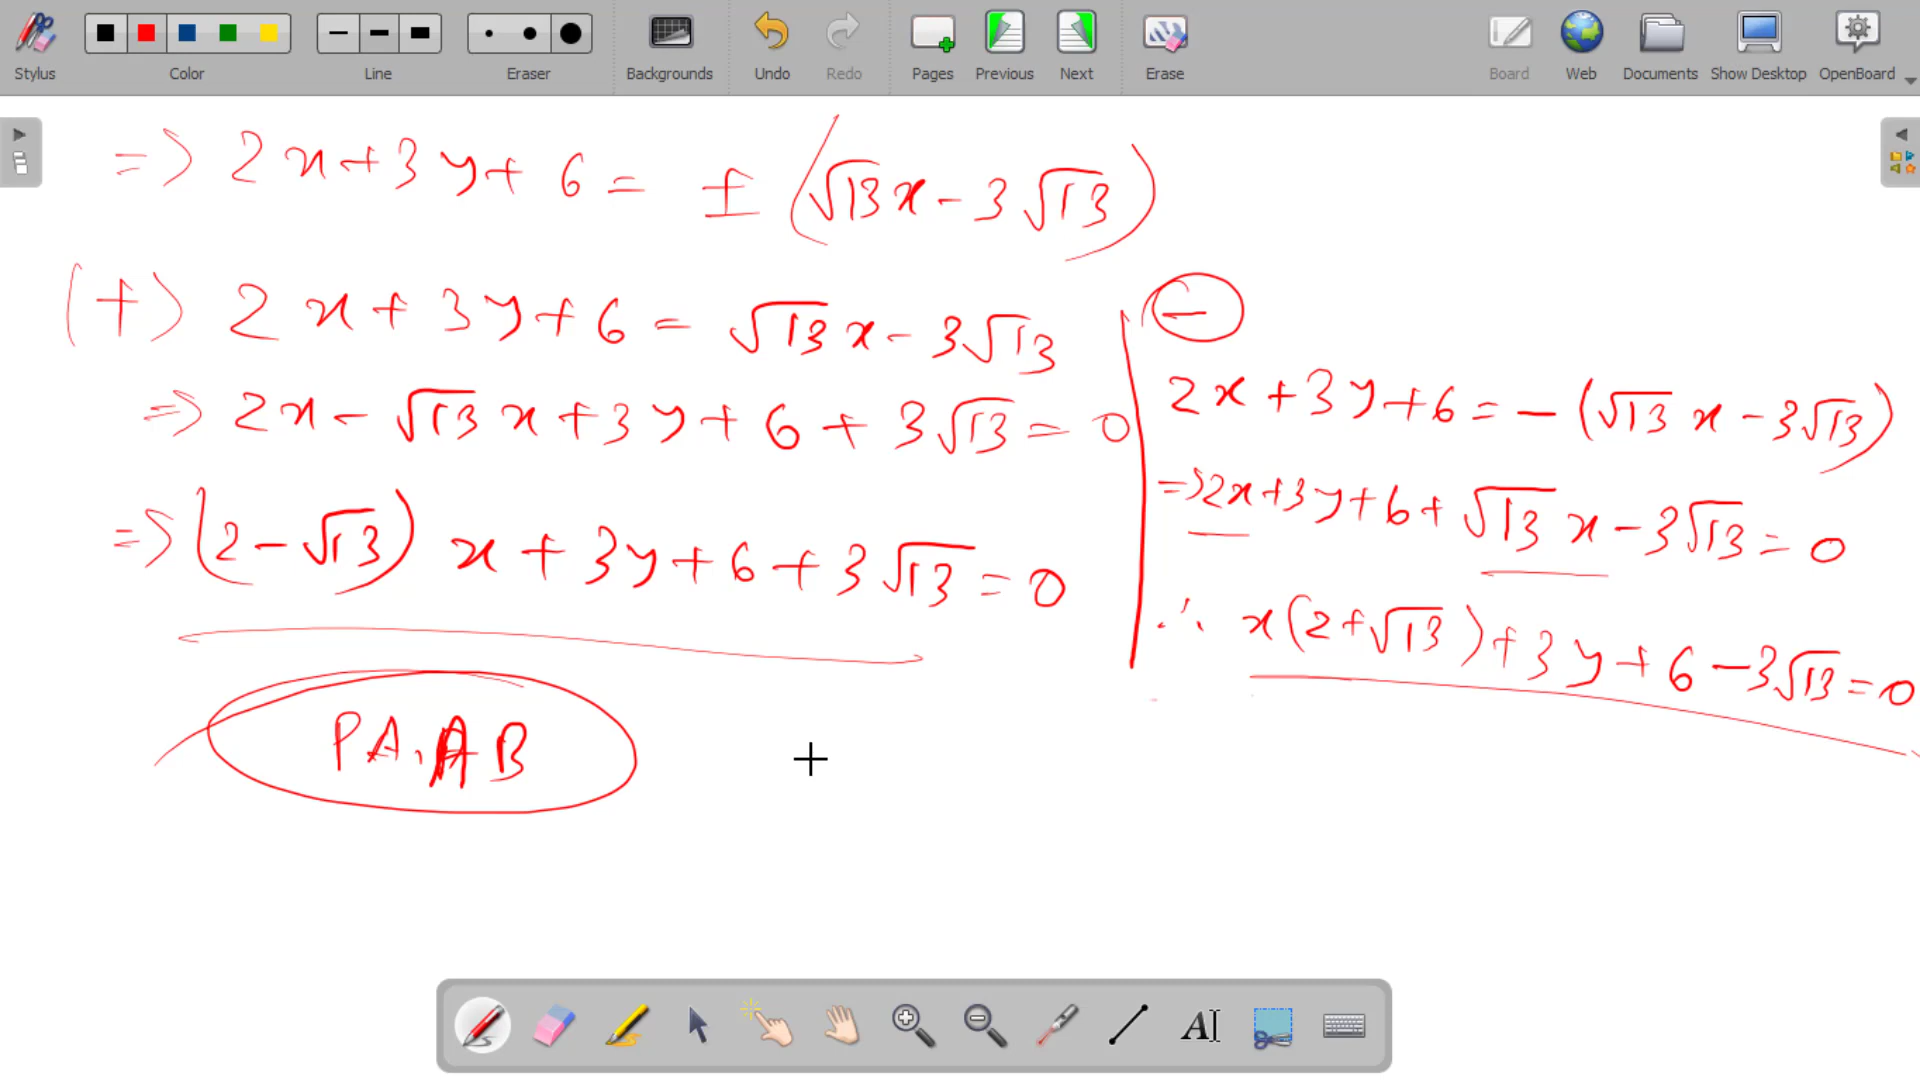 Stylus Color Line Eraser Backgrounds Undo Redo Pages Previous Next Erase Board Web Documents Show Desktop OpenBoard
=> 2x+3y+6 = ± (√13x - 3√13)
(+) 2x+3y+6 = √13x - 3√13
=> 2x - √13x + 3y + 6 + 3√13 = 0
=> (2-√13) x + 3y + 6 + 3√13 = 0
PA, AB
-
2x+3y+6 = - (√13x - 3√13)
=> 2x+3y+6+√13x - 3√13 = 0
∴ x(2+√13)+3y+6-3√13=0